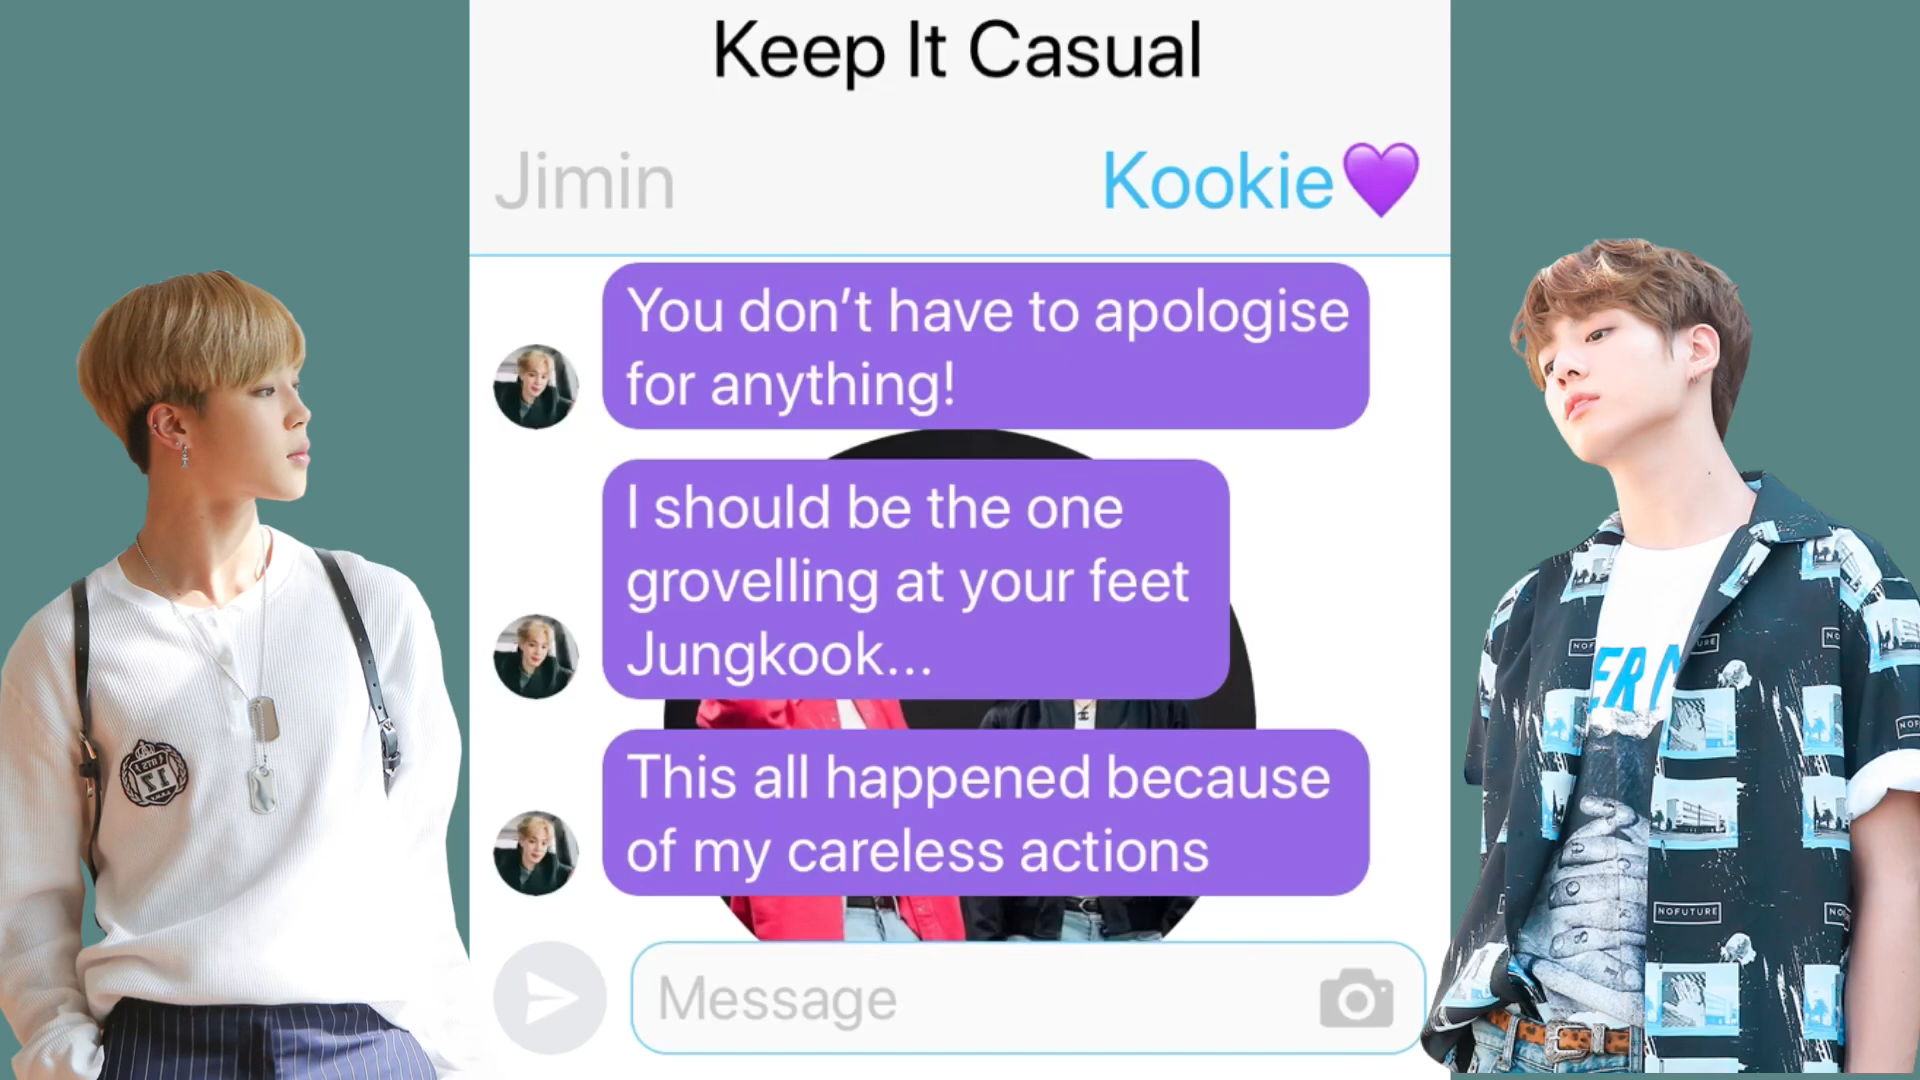 Keep It Casual
Jimin
Kookie💜
You don’t have to apologise
for anything!
I should be the one
grovelling at your feet
Jungkook...
This all happened because
of my careless actions
Message
NOFUTURE